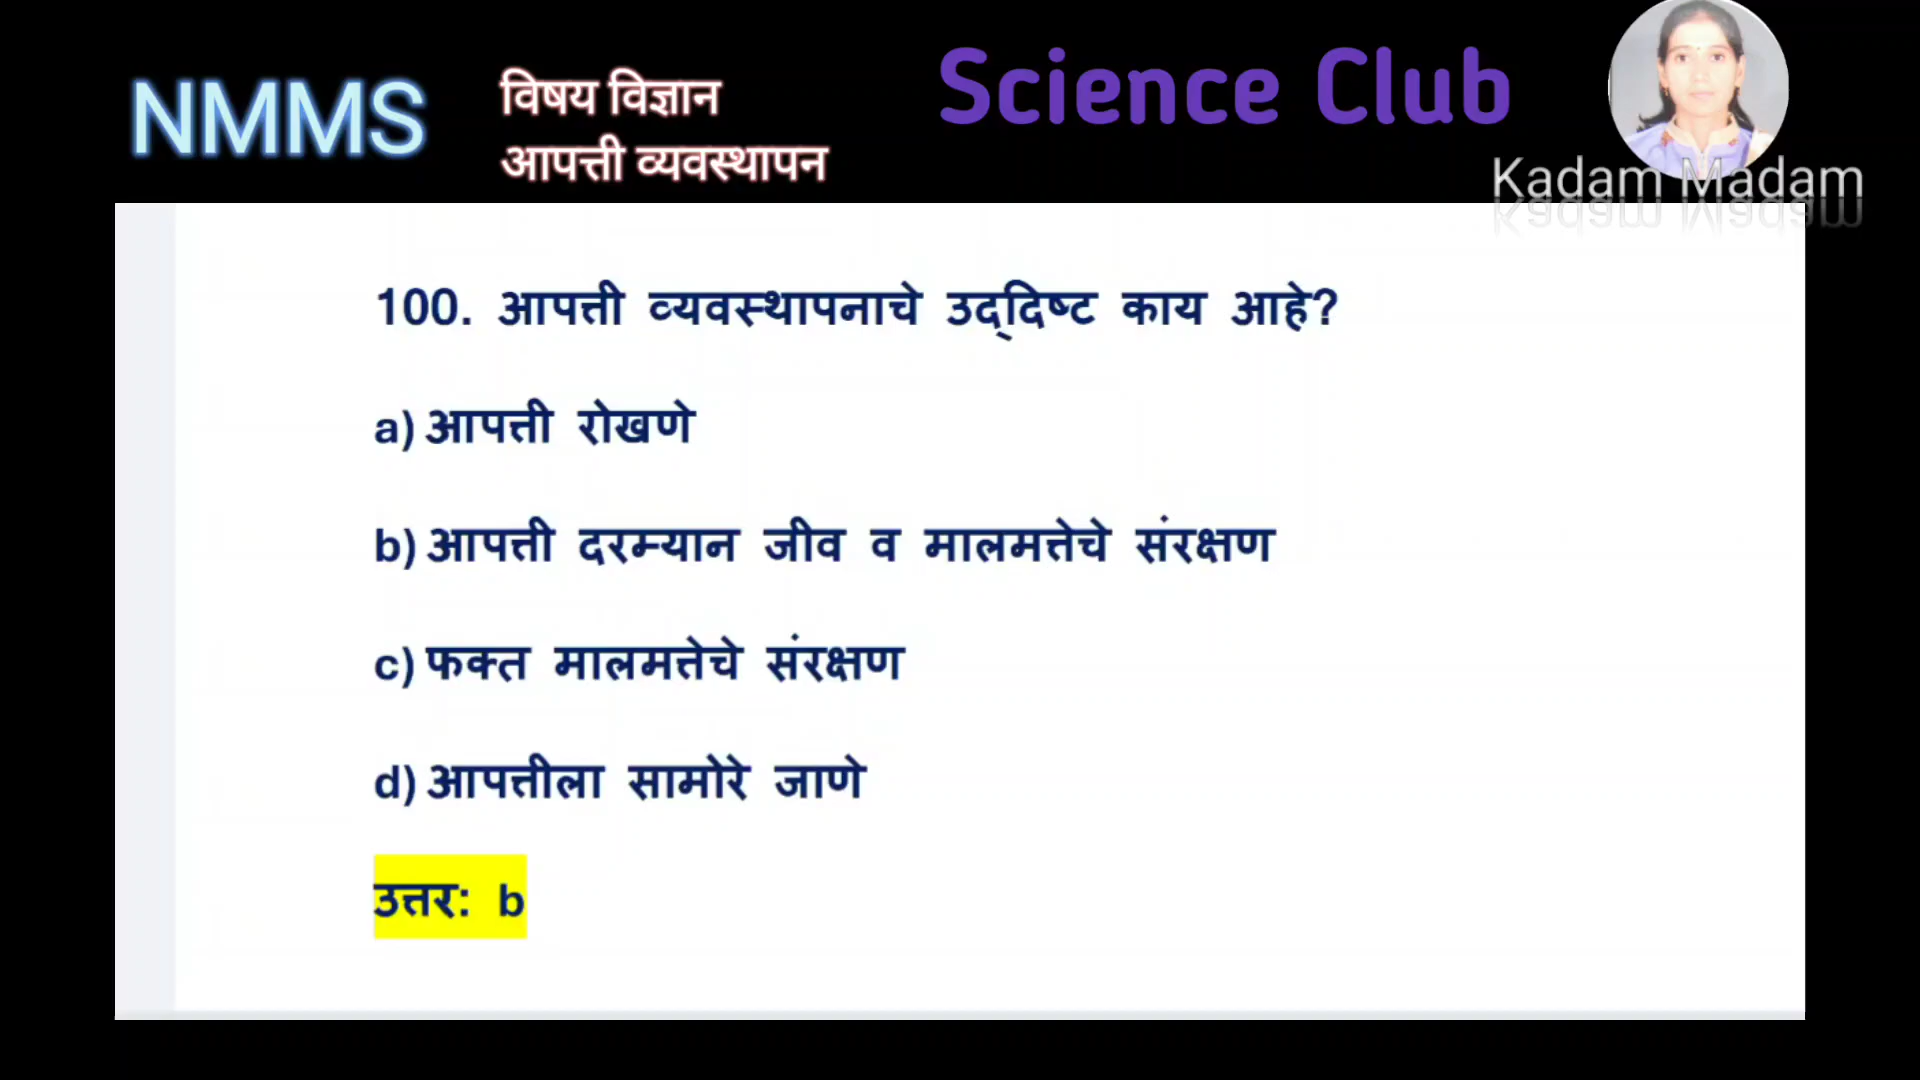 NMMS
विषय विज्ञान
आपत्ती व्यवस्थापन
Science Club
Kadam Madam
100. आपत्ती व्यवस्थापनाचे उद्‌दिष्ट काय आहे?
a) आपत्ती रोखणे
b) आपत्ती दरम्यान जीव व मालमत्तेचे संरक्षण
c) फक्त मालमत्तेचे संरक्षण
d) आपत्तीला सामोरे जाणे
उत्तर: b